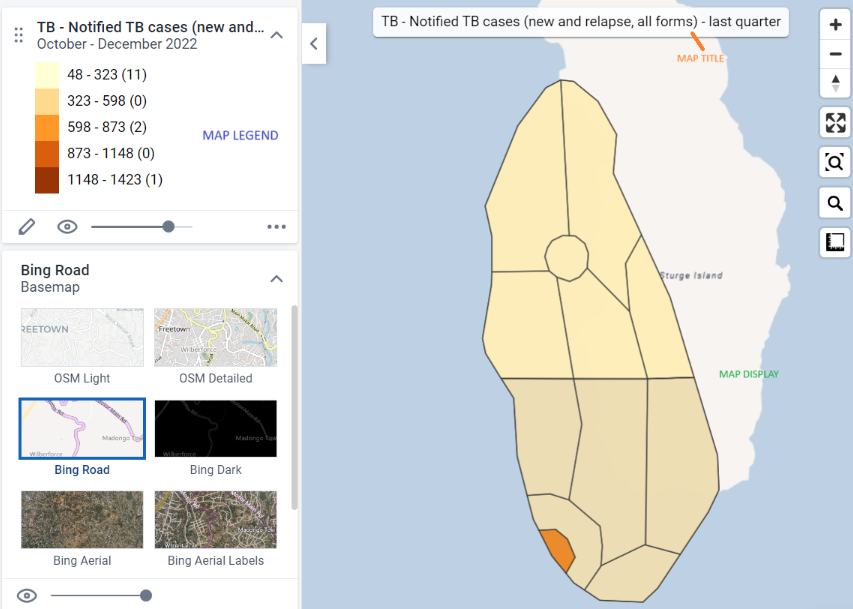 TB - Notified TB cases (new and...
October - December 2022
48 - 323 (11)
323 - 598 (0)
598 - 873 (2)
873 - 1148 (0)
1148 - 1423 (1)
MAP LEGEND
Bing Road
Basemap
REETOWN
OSM Light
Freetown
Wilberforce
OSM Detailed
Madongo
Wilberforce
Bing Road
Madongo
Wilberforce
Bing Dark
Bing Aerial
Madongo
Bing Aerial Labels
TB - Notified TB cases (new and relapse, all forms) - last quarter
MAP TITLE
Sturge Island
MAP DISPLAY